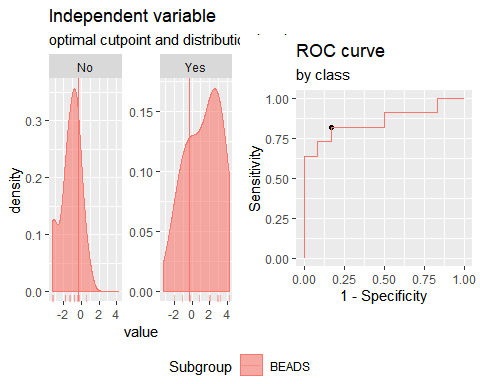 Independent variable
optimal cutpoint and distributio
No
Yes
density
0.3
0.2
0.1
0.0
0.15
0.10
0.05
0.00
-2 0 2 4
-2 0 2 4
value
ROC curve
by class
Sensitivity
1.00
0.75
0.50
0.25
0.00
0.00 0.25 0.50 0.75 1.00
1 - Specificity
Subgroup BEADS